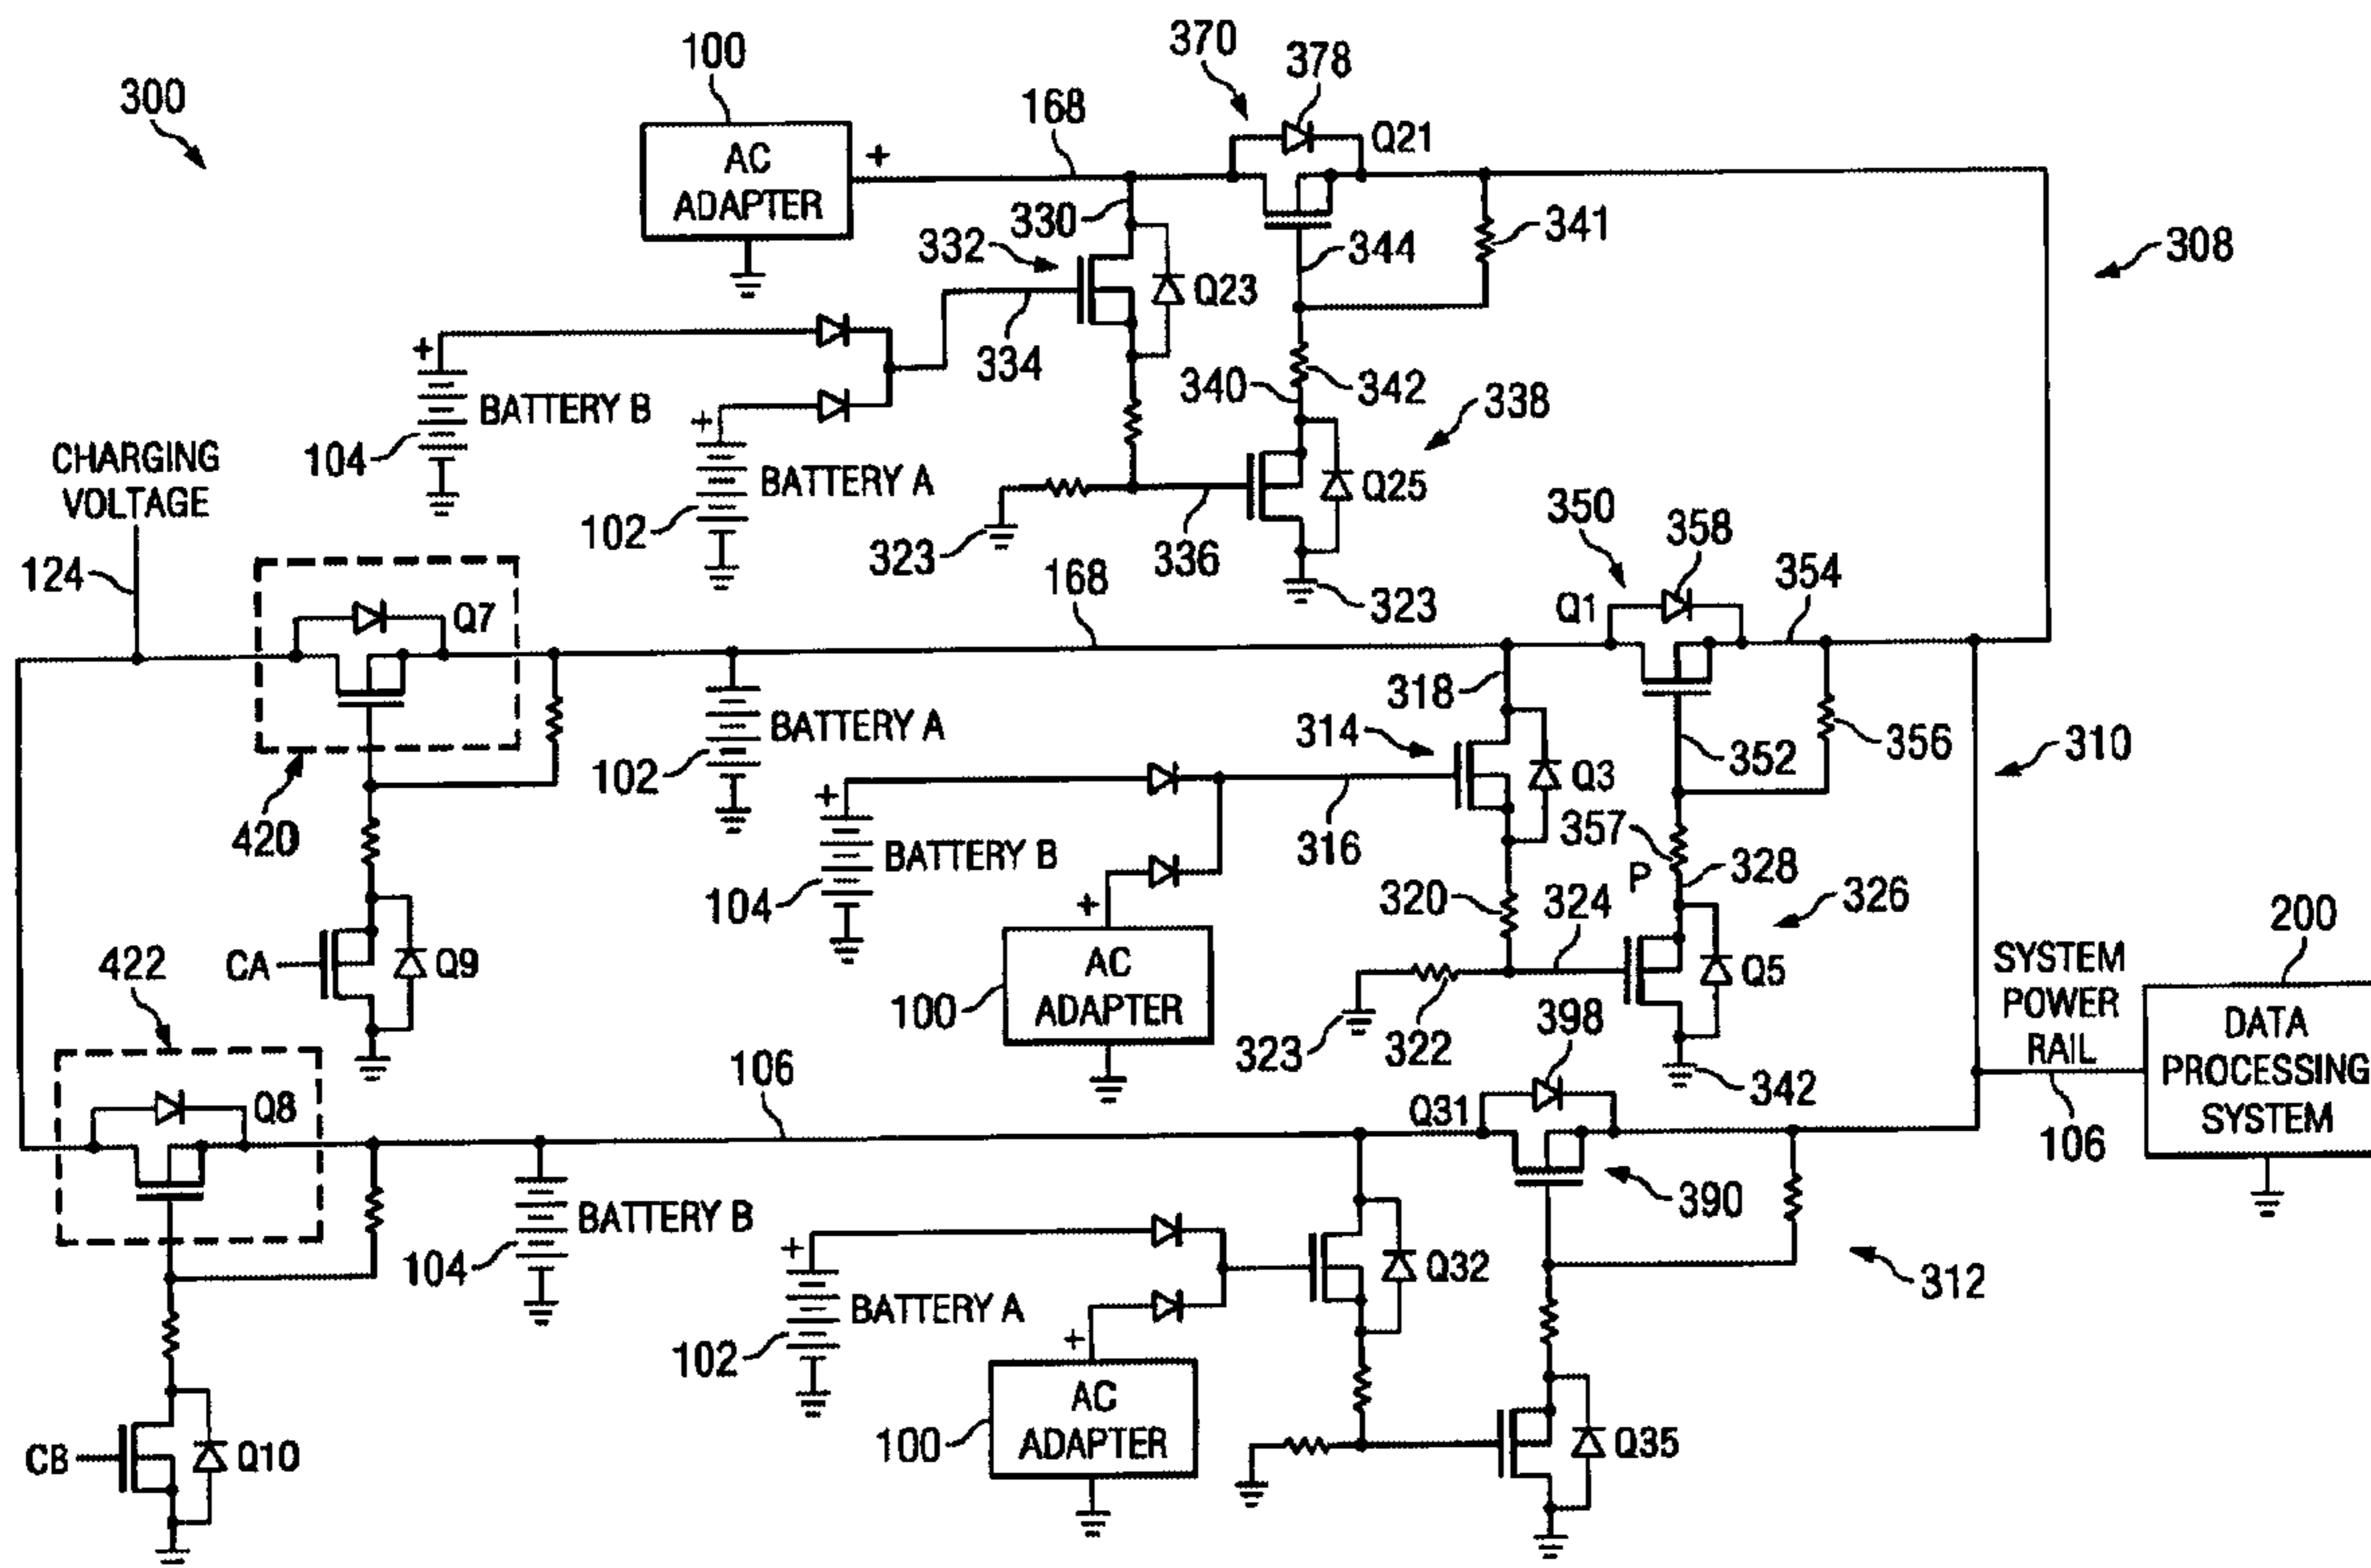 300
100
AC
ADAPTER
+
168
370
378
Q21
330
332
Q23
334
344
341
308
+
BATTERY B
104
+
BATTERY A
102
340
342
338
Q25
336
323
323
CHARGING
VOLTAGE
124
Q7
420
168
BATTERY A
102
350
358
Q1
354
318
314
Q3
352
356
310
+
BATTERY B
104
316
+
AC
ADAPTER
100
320
324
357
P
328
326
Q5
323
322
342
CA
Q9
422
Q8
106
BATTERY B
104
398
Q31
390
SYSTEM
POWER
RAIL
106
200
DATA
PROCESSING
SYSTEM
312
+
BATTERY A
102
+
AC
ADAPTER
100
Q32
Q35
CB
Q10